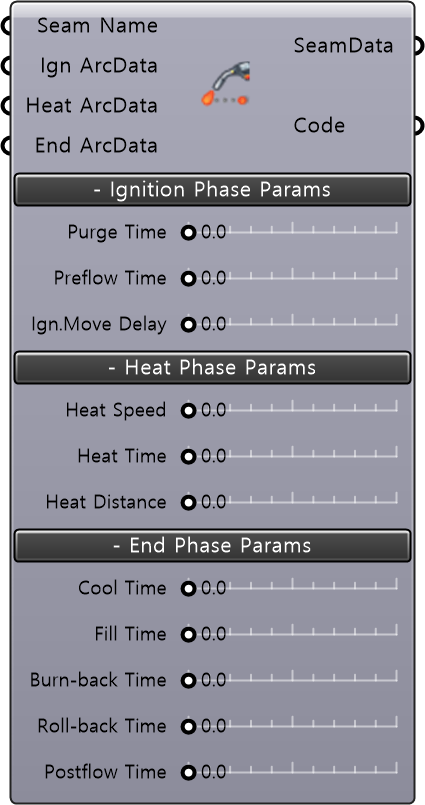 Seam Name
Ign ArcData
Heat ArcData
End ArcData
SeamData
Code
- Ignition Phase Params
Purge Time 0.0
Preflow Time 0.0
Ign.Move Delay 0.0
- Heat Phase Params
Heat Speed 0.0
Heat Time 0.0
Heat Distance 0.0
- End Phase Params
Cool Time 0.0
Fill Time 0.0
Burn-back Time 0.0
Roll-back Time 0.0
Postflow Time 0.0